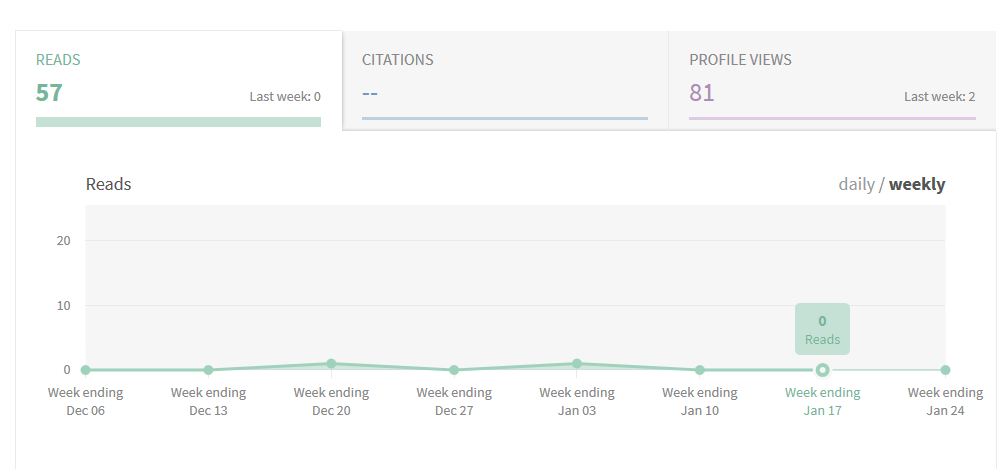 READS
57
Last week: 0
CITATIONS
--
PROFILE VIEWS
81
Last week: 2
Reads
daily / weekly
20
10
0
0
Reads
Week ending
Dec 06
Week ending
Dec 13
Week ending
Dec 20
Week ending
Dec 27
Week ending
Jan 03
Week ending
Jan 10
Week ending
Jan 17
Week ending
Jan 24